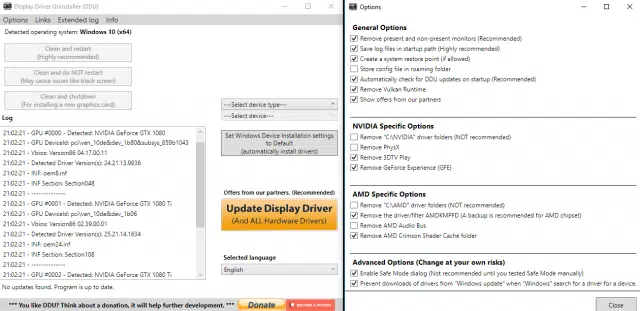 Display Driver Uninstaller (DDU)
Options Links Extended log Info
Detected operating system: Windows 10 (x64)
Clean and restart
(Highly recommended)
Clean and do NOT restart
(May cause issues like black screen)
Clean and shutdown
(For installing a new graphics card)
Log
21:02:21 - GPU #0000 - Detected: NVIDIA GeForce GTX 1080
21:02:21 - GPU DeviceId: pci\ven_10de&dev_1b80&subsys_859b1043
21:02:21 - Vbios: Version86.04.17.00.11
21:02:21 - Detected Driver Version(s): 24.21.13.9836
21:02:21 - INF: oem8.inf
21:02:21 - INF Section: Section048
21:02:21 - --------------
21:02:21 - GPU #0001 - Detected: NVIDIA GeForce GTX 1080 Ti
21:02:21 - GPU DeviceId: pci\ven_10de&dev_1b06
21:02:21 - Vbios: Version86 02.39.00.01
21:02:21 - Detected Driver Version(s): 25.21.14.1634
21:02:21 - INF: oem24.inf
21:02:21 - INF Section: Section108
21:02:21 - --------------
21:02:21 - GPU #0002 - Detected: NVIDIA GeForce GTX 1080 Ti
No updates found. Program is up to date.
---Select device type---
---Select device---
Set Windows Device Installation settings
to Default
(automatically install drivers)
Offers from our partners. (Recommended)
Update Display Driver
(And ALL Hardware Drivers)
Selected language
English
*** You like DDU? Think about a donation, it will help further development. ***
Donate
BECOME A PATRON
Options
General Options
Remove present and non-present monitors (Recommended)
Save log files in startup path (Highly recommended)
Create a system restore point (if allowed)
Store config file in roaming folder
Automatically check for DDU updates on startup (Recommended)
Remove Vulkan Runtime
Show offers from our partners
NVIDIA Specific Options
Remove "C:\NVIDIA" driver folders (NOT recommended)
Remove PhysX
Remove 3DTV Play
Remove GeForce Experience (GFE)
AMD Specific Options
Remove "C:\AMD" driver folders (NOT recommended)
Remove the driver/filter AMDKMPFD (A backup is recommended for AMD chipset)
Remove AMD Audio Bus
Remove AMD Crimson Shader Cache folder
Advanced Options (Change at your own risks)
Enable Safe Mode dialog (Not recommended until you tested Safe Mode manually)
Prevent downloads of drivers from "Windows update" when "Windows" search for a driver for a device.
Close